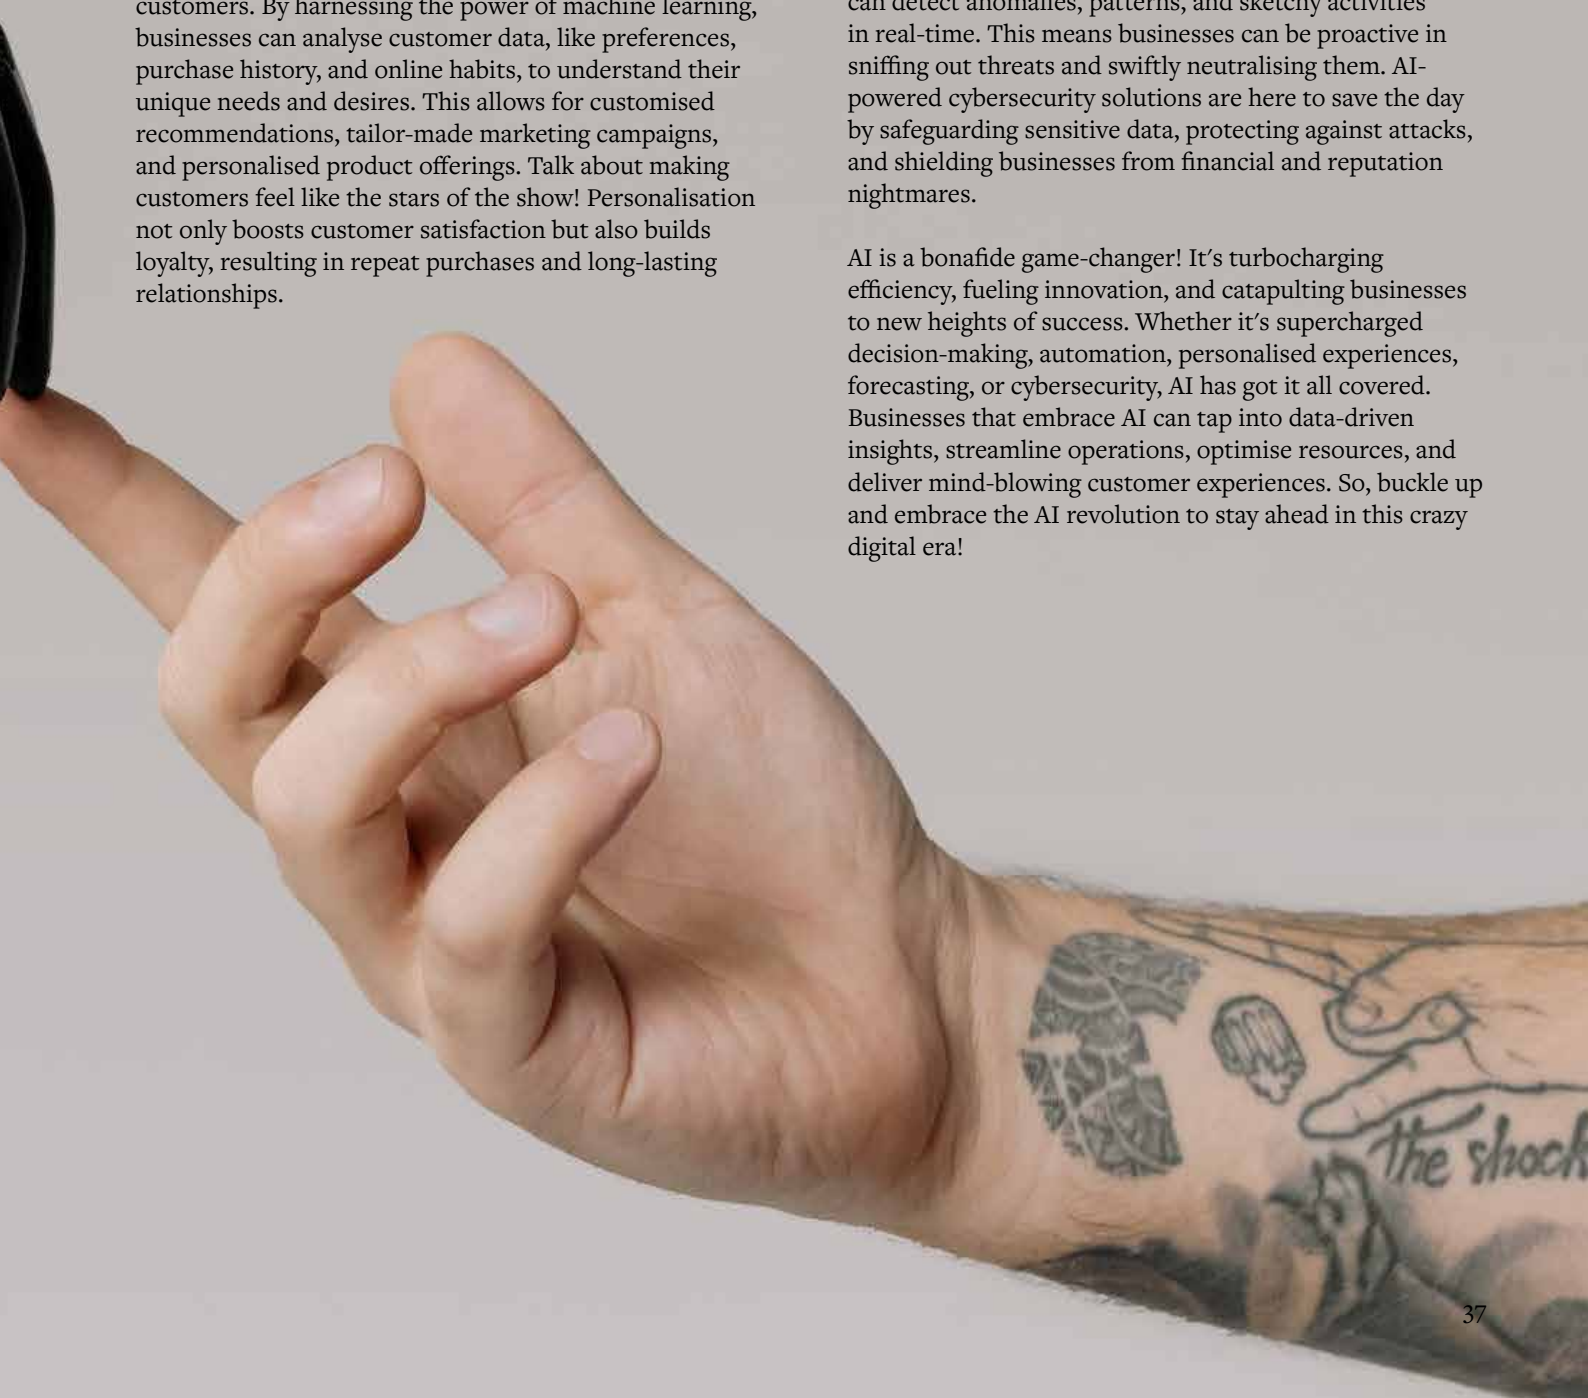 customers. By harnessing the power of machine learning,
businesses can analyse customer data, like preferences,
purchase history, and online habits, to understand their
unique needs and desires. This allows for customised
recommendations, tailor-made marketing campaigns,
and personalised product offerings. Talk about making
customers feel like the stars of the show! Personalisation
not only boosts customer satisfaction but also builds
loyalty, resulting in repeat purchases and long-lasting
relationships.
can detect anomalies, patterns, and sketchy activities
in real-time. This means businesses can be proactive in
sniffing out threats and swiftly neutralising them. AI-
powered cybersecurity solutions are here to save the day
by safeguarding sensitive data, protecting against attacks,
and shielding businesses from financial and reputation
nightmares.
AI is a bonafide game-changer! It's turbocharging
efficiency, fueling innovation, and catapulting businesses
to new heights of success. Whether it's supercharged
decision-making, automation, personalised experiences,
forecasting, or cybersecurity, AI has got it all covered.
Businesses that embrace AI can tap into data-driven
insights, streamline operations, optimise resources, and
deliver mind-blowing customer experiences. So, buckle up
and embrace the AI revolution to stay ahead in this crazy
digital era!
the shock
37